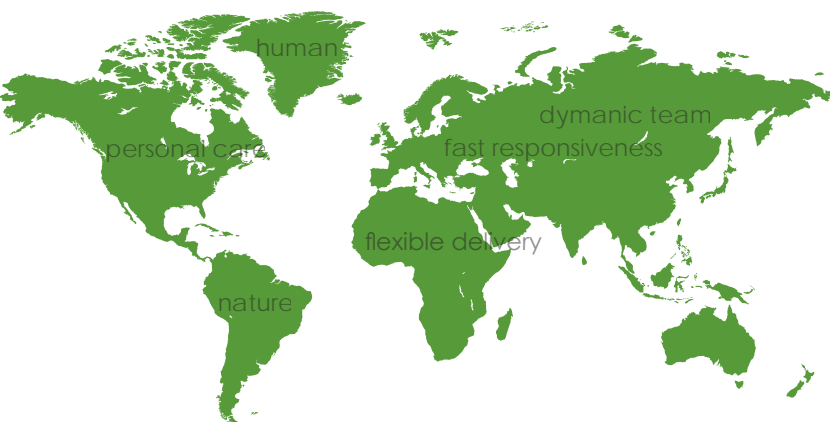 human
dymanic team
personal care
fast responsiveness
flexible delivery
nature